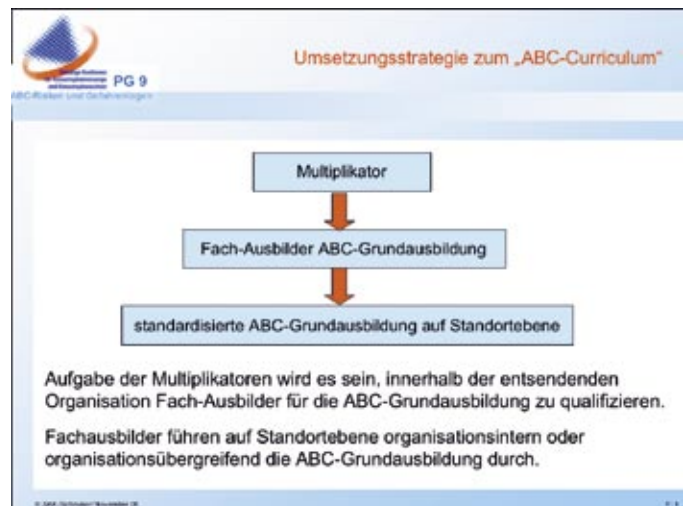 Umsetzungsstrategie zum „ABC-Curriculum“
PG 9
ABC-Risiken und Gefahrenlagen
Multiplikator
Fach-Ausbilder ABC-Grundausbildung
standardisierte ABC-Grundausbildung auf Standortebene
Aufgabe der Multiplikatoren wird es sein, innerhalb der entsendenden
Organisation Fach-Ausbilder für die ABC-Grundausbildung zu qualifizieren.
Fachausbilder führen auf Standortebene organisationsintern oder
organisationsübergreifend die ABC-Grundausbildung durch.